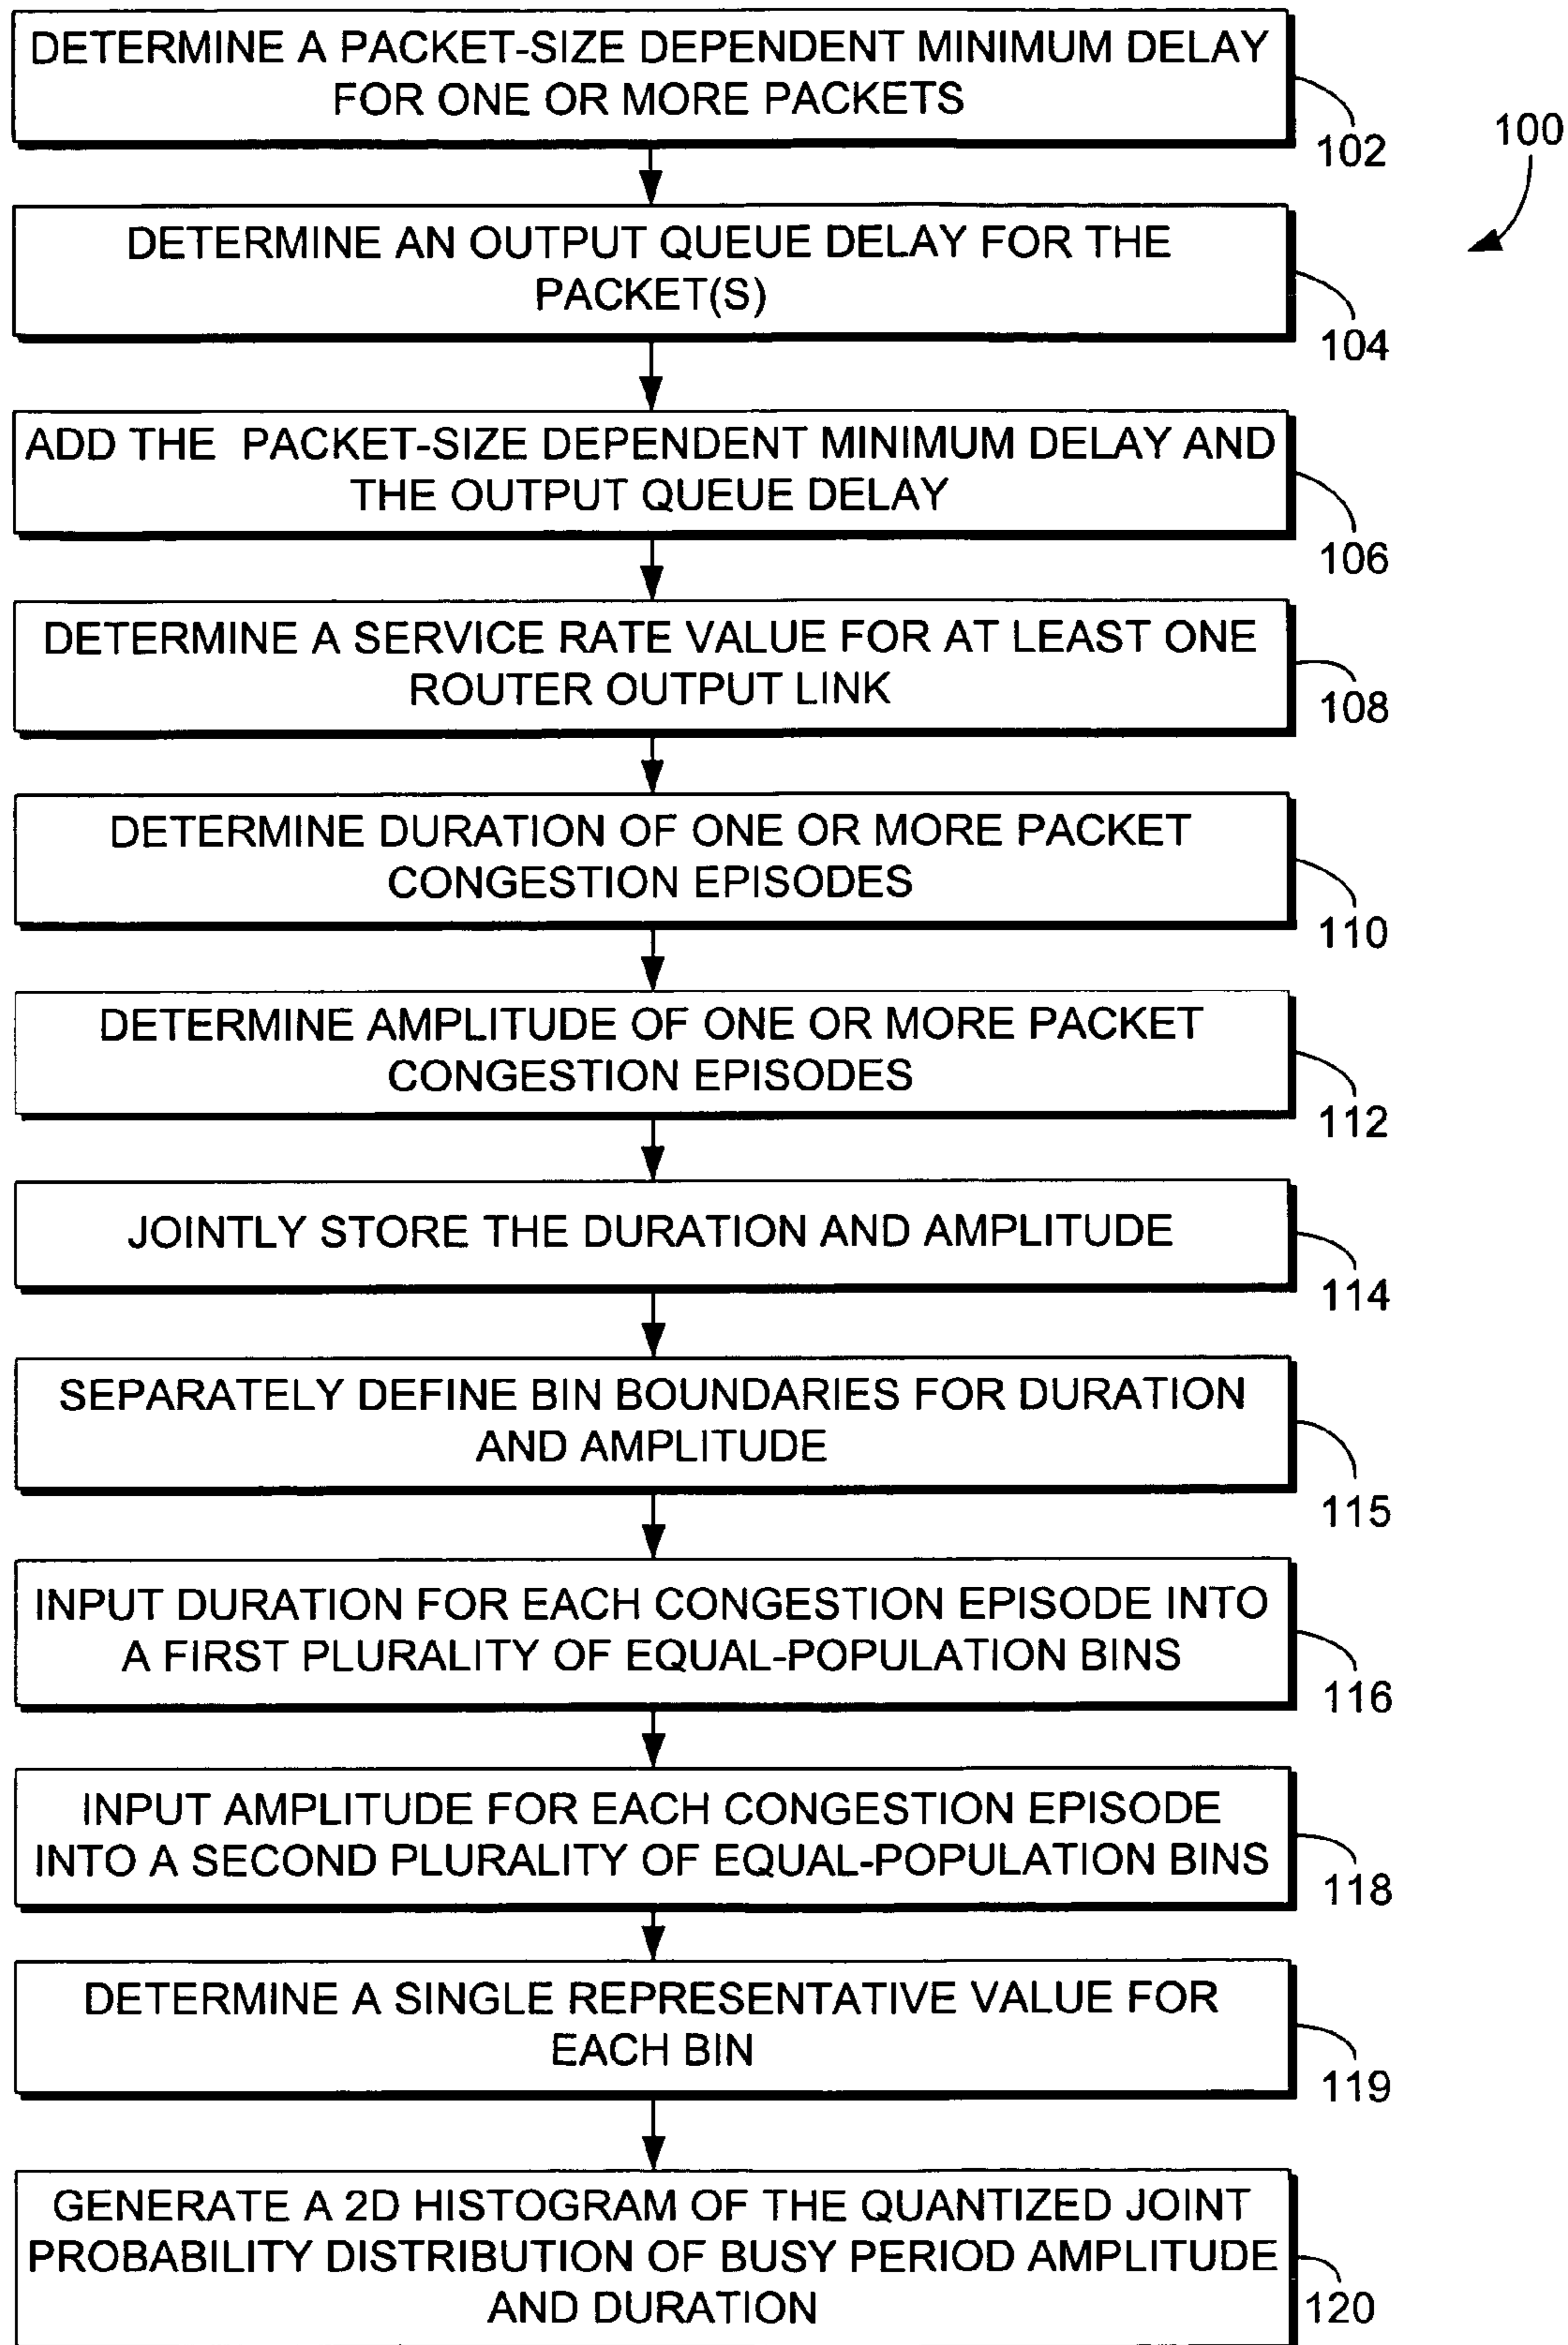 DETERMINE A PACKET-SIZE DEPENDENT MINIMUM DELAY
FOR ONE OR MORE PACKETS
102
100
DETERMINE AN OUTPUT QUEUE DELAY FOR THE
PACKET(S)
104
ADD THE PACKET-SIZE DEPENDENT MINIMUM DELAY AND
THE OUTPUT QUEUE DELAY
106
DETERMINE A SERVICE RATE VALUE FOR AT LEAST ONE
ROUTER OUTPUT LINK
108
DETERMINE DURATION OF ONE OR MORE PACKET
CONGESTION EPISODES
110
DETERMINE AMPLITUDE OF ONE OR MORE PACKET
CONGESTION EPISODES
112
JOINTLY STORE THE DURATION AND AMPLITUDE
114
SEPARATELY DEFINE BIN BOUNDARIES FOR DURATION
AND AMPLITUDE
115
INPUT DURATION FOR EACH CONGESTION EPISODE INTO
A FIRST PLURALITY OF EQUAL-POPULATION BINS
116
INPUT AMPLITUDE FOR EACH CONGESTION EPISODE
INTO A SECOND PLURALITY OF EQUAL-POPULATION BINS
118
DETERMINE A SINGLE REPRESENTATIVE VALUE FOR
EACH BIN
119
GENERATE A 2D HISTOGRAM OF THE QUANTIZED JOINT
PROBABILITY DISTRIBUTION OF BUSY PERIOD AMPLITUDE
AND DURATION
120